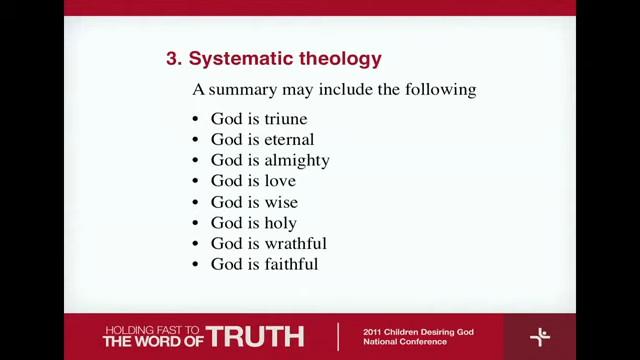 3. Systematic theology
A summary may include the following
• God is triune
• God is eternal
• God is almighty
• God is love
• God is wise
• God is holy
• God is wrathful
• God is faithful
HOLDING FAST TO
THE WORD OF TRUTH
2011 Children Desiring God
National Conference